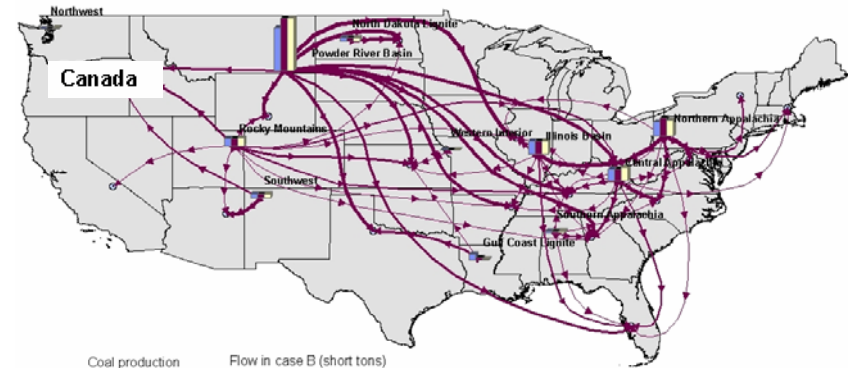 Northwest
North Dakota Lignite
Powder River Basin
Canada
Rocky Mountains
Western Interior
Illinois Basin
Northern Appalachia
Central Appalachia
Southwest
Southern Appalachia
Gulf Coast Lignite
Coal production
Flow in case B (short tons)